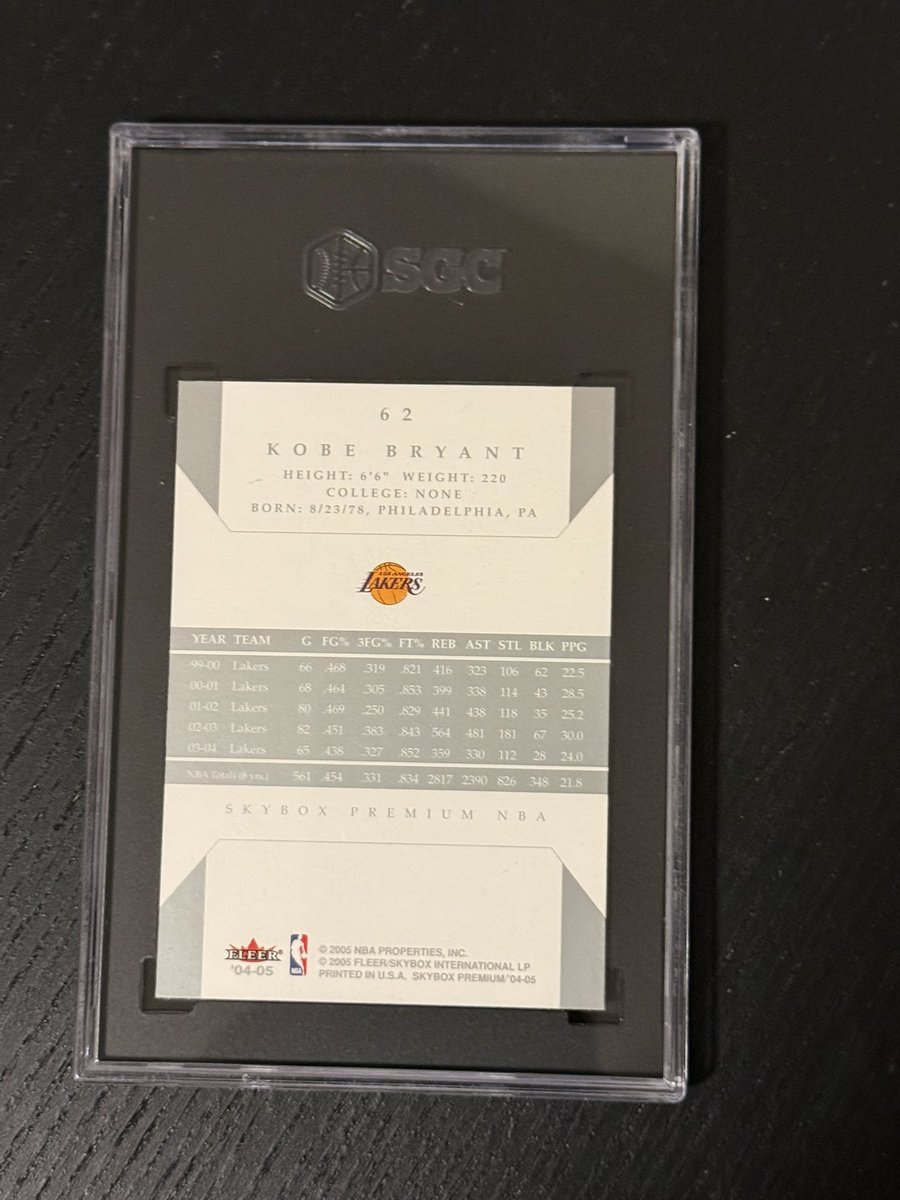 SGC
62
KOBE BRYANT
HEIGHT: 6'6" WEIGHT: 220
COLLEGE: NONE
BORN: 8/23/78, PHILADELPHIA, PA
LOS ANGELES
LAKERS
YEAR TEAM G FG% 3FG% FT% REB AST STL BLK PPG
99-00 Lakers 66 .468 .319 .821 416 323 106 62 22.5
00-01 Lakers 68 .464 .305 .853 399 338 114 43 28.5
01-02 Lakers 80 .469 .250 .829 441 438 118 35 25.2
02-03 Lakers 82 .451 .383 .843 564 481 181 67 30.0
03-04 Lakers 65 .438 .327 .852 359 330 112 28 24.0
NBA Totals (8 yrs.) 561 .454 .331 .834 2817 2390 826 348 21.8
SKYBOX PREMIUM NBA
FLEER
'04-05
NBA
© 2005 NBA PROPERTIES, INC.
© 2005 FLEER/SKYBOX INTERNATIONAL LP
PRINTED IN U.S.A. SKYBOX PREMIUM '04-05